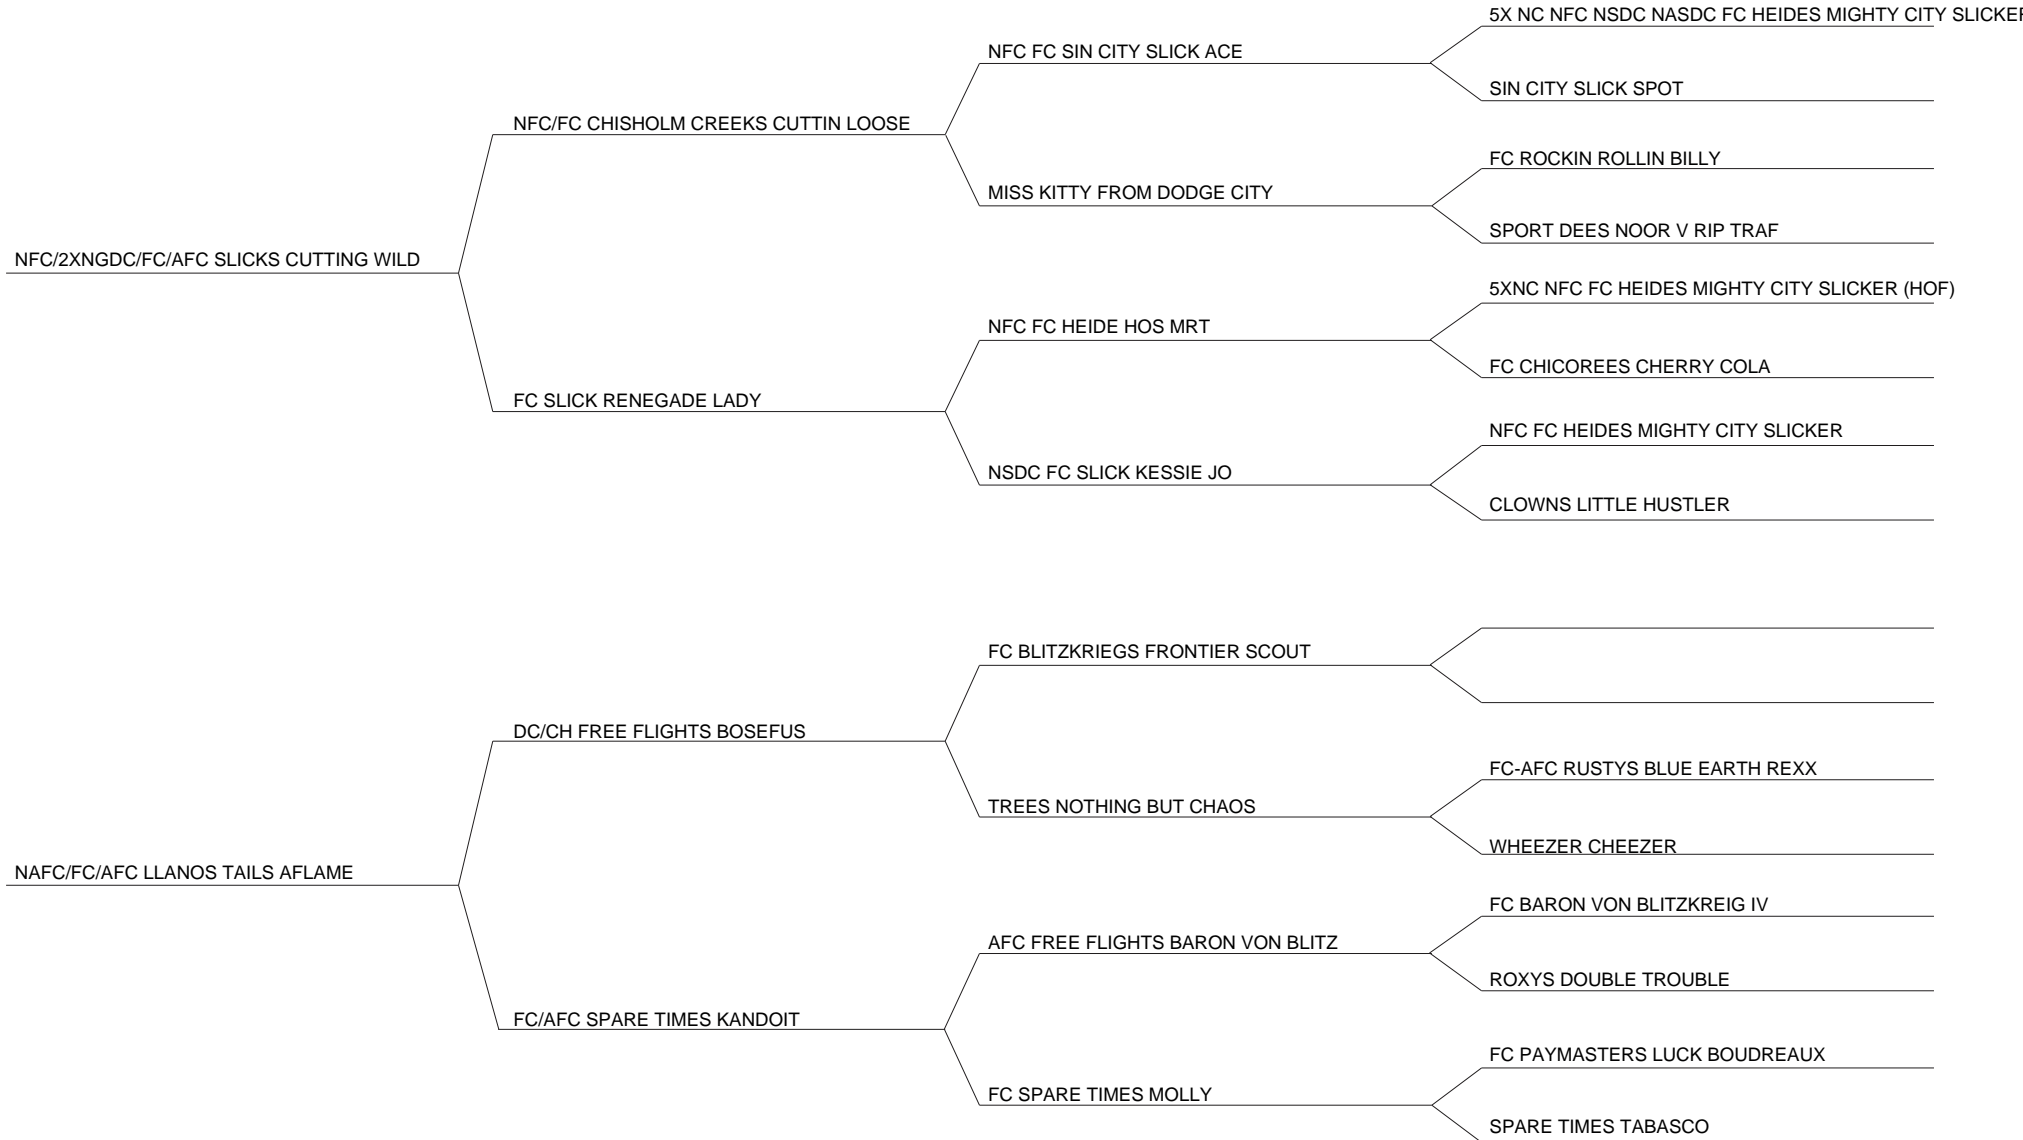 5X NC NFC NSDC NASDC FC HEIDES MIGHTY CITY SLICKER
NFC FC SIN CITY SLICK ACE
SIN CITY SLICK SPOT
NFC/FC CHISHOLM CREEKS CUTTIN LOOSE
FC ROCKIN ROLLIN BILLY
MISS KITTY FROM DODGE CITY
SPORT DEES NOOR V RIP TRAF
NFC/2XNGDC/FC/AFC SLICKS CUTTING WILD
5XNC NFC FC HEIDES MIGHTY CITY SLICKER (HOF)
NFC FC HEIDE HOS MRT
FC CHICOREES CHERRY COLA
FC SLICK RENEGADE LADY
NFC FC HEIDES MIGHTY CITY SLICKER
NSDC FC SLICK KESSIE JO
CLOWNS LITTLE HUSTLER
FC BLITZKRIEGS FRONTIER SCOUT
DC/CH FREE FLIGHTS BOSEFUS
FC-AFC RUSTYS BLUE EARTH REXX
TREES NOTHING BUT CHAOS
WHEEZER CHEEZER
NAFC/FC/AFC LLANOS TAILS AFLAME
FC BARON VON BLITZKREIG IV
AFC FREE FLIGHTS BARON VON BLITZ
ROXYS DOUBLE TROUBLE
FC/AFC SPARE TIMES KANDOIT
FC PAYMASTERS LUCK BOUDREAUX
FC SPARE TIMES MOLLY
SPARE TIMES TABASCO